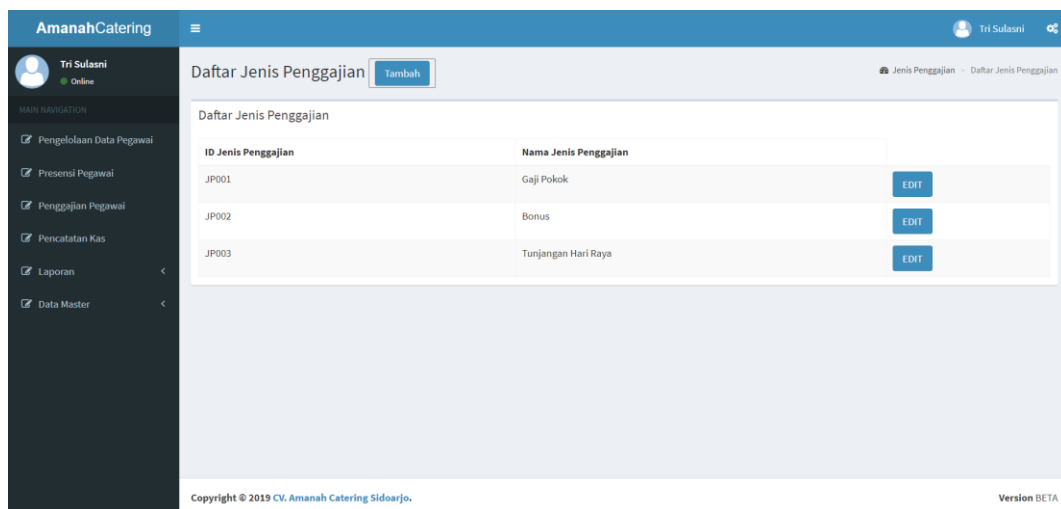 AmanahCatering
Tri Sulasni
Tri Sulasni
Online
MAIN NAVIGATION
Pengelolaan Data Pegawai
Presensi Pegawai
Penggajian Pegawai
Pencatatan Kas
Laporan
Data Master
Daftar Jenis Penggajian Tambah
Jenis Penggajian > Daftar Jenis Penggajian
Daftar Jenis Penggajian
ID Jenis Penggajian Nama Jenis Penggajian
JP001 Gaji Pokok EDIT
JP002 Bonus EDIT
JP003 Tunjangan Hari Raya EDIT
Copyright © 2019 CV. Amanah Catering Sidoarjo. Version BETA